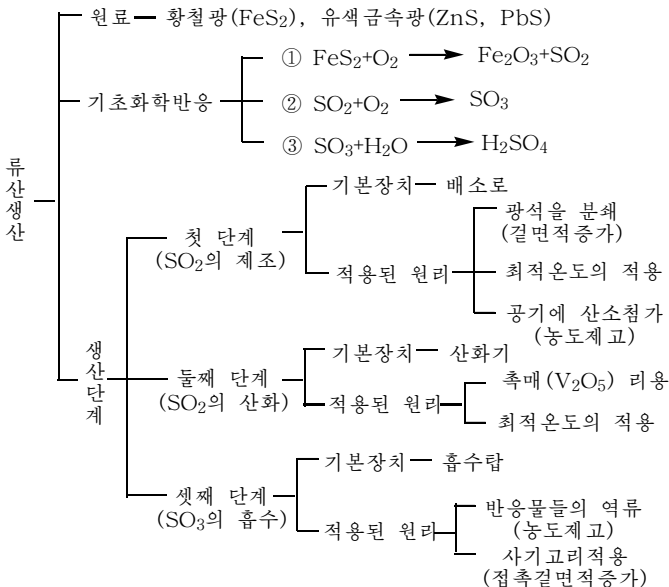 원료 황철광(FeS₂), 유색금속광(ZnS, PbS)
기초화학반응
① FeS₂+O₂ → Fe₂O₃+SO₂
② SO₂+O₂ → SO₃
③ SO₃+H₂O → H₂SO₄
류산생산
생산단계
첫 단계
(SO₂의 제조)
기본장치 배소로
적용된 원리
광석을 분쇄
(겉면적증가)
최적온도의 적용
공기에 산소첨가
(농도제고)
둘째 단계
(SO₂의 산화)
기본장치 산화기
적용된 원리
촉매(V₂O₅) 리용
최적온도의 적용
셋째 단계
(SO₃의 흡수)
기본장치 흡수탑
적용된 원리
반응물들의 역류
(농도제고)
사기고리적용
(접촉겉면적증가)